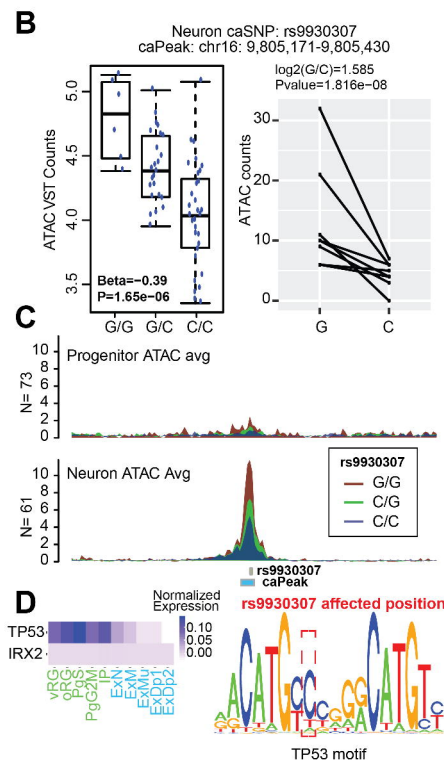 B
Neuron caSNP: rs9930307
caPeak: chr16: 9,805,171-9,805,430
log2(G/C)=1.585
Pvalue=1.816e−08
ATAC VST Counts
5.0
4.5
4.0
3.5
Beta=−0.39
P=1.65e−06
G/G G/C C/C
ATAC counts
30
20
10
0
G C
C
Progenitor ATAC avg
N= 73
10
8
6
4
2
0
Neuron ATAC Avg
N= 61
10
8
6
4
2
0
rs9930307
G/G
C/G
C/C
rs9930307
caPeak
D
Normalized
Expression
0.10
0.05
0.00
TP53
IRX2
vRG
oRG
PgS
PgG2M
IP
ExN
ExM
ExMu
ExDp1
ExDp2
rs9930307 affected position
TP53 motif